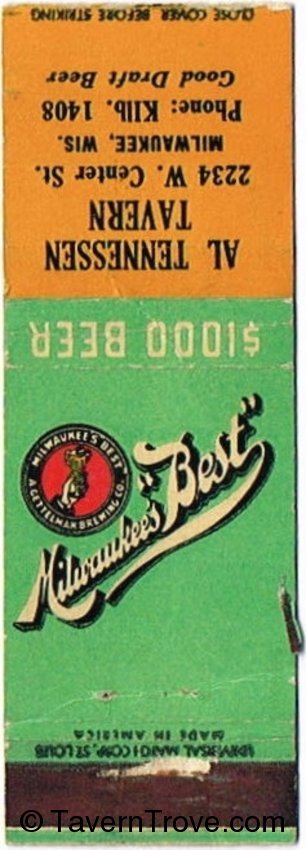 CLOSE COVER BEFORE STRIKING
Good Draft Beer
Phone: Klb. 1408
MILWAUKEE, WIS.
2234 W. Center St.
TAVERN
AL TENNESSEN
$1000 BEER
MILWAUKEE'S BEST
A. GETTELMAN BREWING CO.
Milwaukee's "Best"
UNIVERSAL MATCH CORP., ST. LOUIS
MADE IN AMERICA
© TavernTrove.com